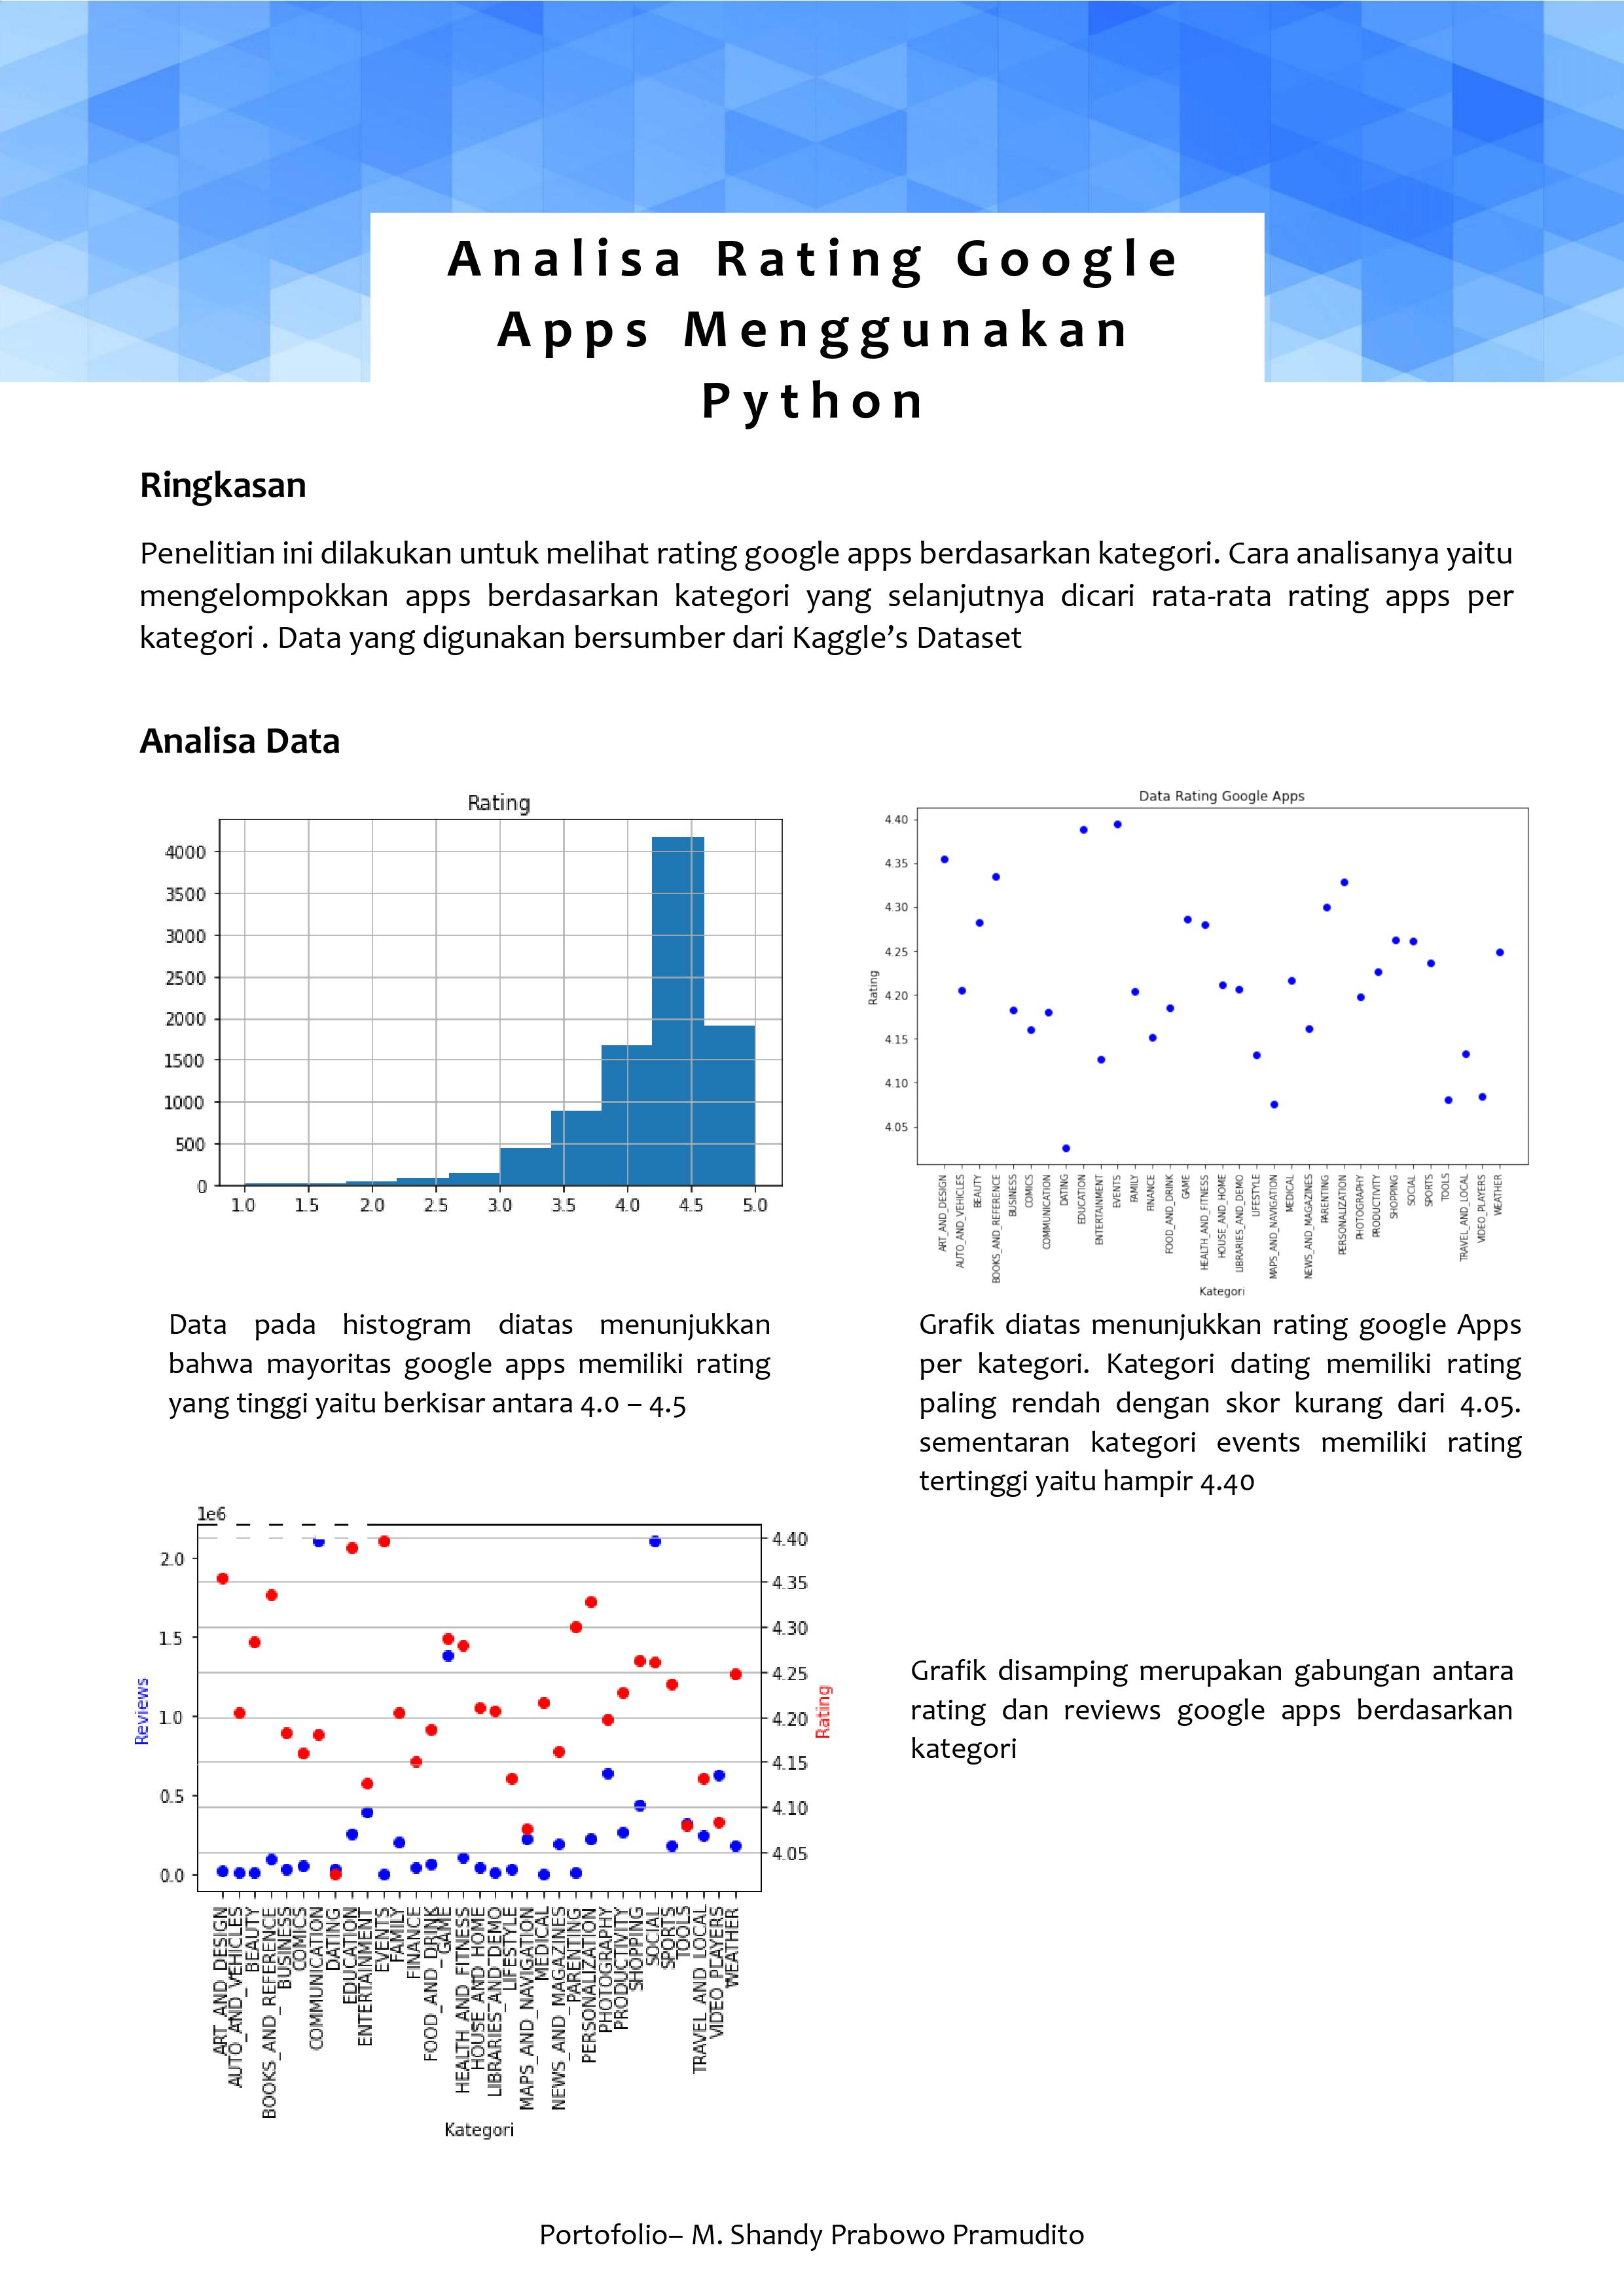 Analisa Rating Google
Apps Menggunakan
Python
Ringkasan
Penelitian ini dilakukan untuk melihat rating google apps berdasarkan kategori. Cara analisanya yaitu
mengelompokkan apps berdasarkan kategori yang selanjutnya dicari rata-rata rating apps per
kategori . Data yang digunakan bersumber dari Kaggle’s Dataset
Analisa Data
Rating
4000
3500
3000
2500
2000
1500
1000
500
0
1.0 1.5 2.0 2.5 3.0 3.5 4.0 4.5 5.0
Data Rating Google Apps
4.40
4.35
4.30
4.25
4.20
4.15
4.10
4.05
Rating
ART_AND_DESIGN
AUTO_AND_VEHICLES
BEAUTY
BOOKS_AND_REFERENCE
BUSINESS
COMICS
COMMUNICATION
DATING
EDUCATION
ENTERTAINMENT
EVENTS
FAMILY
FINANCE
FOOD_AND_DRINK
GAME
HEALTH_AND_FITNESS
HOUSE_AND_HOME
LIBRARIES_AND_DEMO
LIFESTYLE
MAPS_AND_NAVIGATION
MEDICAL
NEWS_AND_MAGAZINES
PARENTING
PERSONALIZATION
PHOTOGRAPHY
PRODUCTIVITY
SHOPPING
SOCIAL
SPORTS
TOOLS
TRAVEL_AND_LOCAL
VIDEO_PLAYERS
WEATHER
Kategori
Data pada histogram diatas menunjukkan
bahwa mayoritas google apps memiliki rating
yang tinggi yaitu berkisar antara 4.0 – 4.5
Grafik diatas menunjukkan rating google Apps
per kategori. Kategori dating memiliki rating
paling rendah dengan skor kurang dari 4.05.
sementaran kategori events memiliki rating
tertinggi yaitu hampir 4.40
1e6
2.0
1.5
1.0
0.5
0.0
Reviews
4.40
4.35
4.30
4.25
4.20
4.15
4.10
4.05
Rating
ART_AND_DESIGN
AUTO_AND_VEHICLES
BEAUTY
BOOKS_AND_REFERENCE
BUSINESS
COMICS
COMMUNICATION
DATING
EDUCATION
ENTERTAINMENT
EVENTS
FAMILY
FINANCE
FOOD_AND_DRINK
GAME
HEALTH_AND_FITNESS
HOUSE_AND_HOME
LIBRARIES_AND_DEMO
LIFESTYLE
MAPS_AND_NAVIGATION
MEDICAL
NEWS_AND_MAGAZINES
PARENTING
PERSONALIZATION
PHOTOGRAPHY
PRODUCTIVITY
SHOPPING
SOCIAL
SPORTS
TOOLS
TRAVEL_AND_LOCAL
VIDEO_PLAYERS
WEATHER
Kategori
Grafik disamping merupakan gabungan antara
rating dan reviews google apps berdasarkan
kategori
Portofolio– M. Shandy Prabowo Pramudito